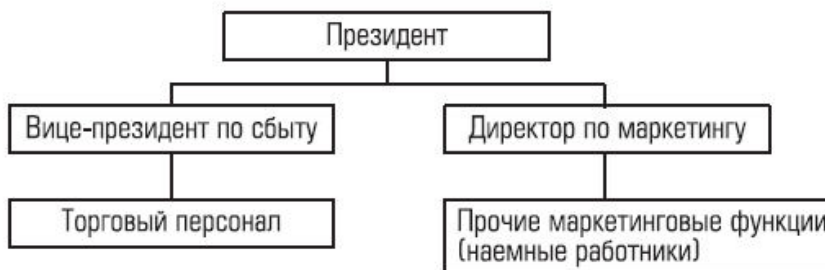 Президент
Вице-президент по сбыту
Директор по маркетингу
Торговый персонал
Прочие маркетинговые функции
(наемные работники)